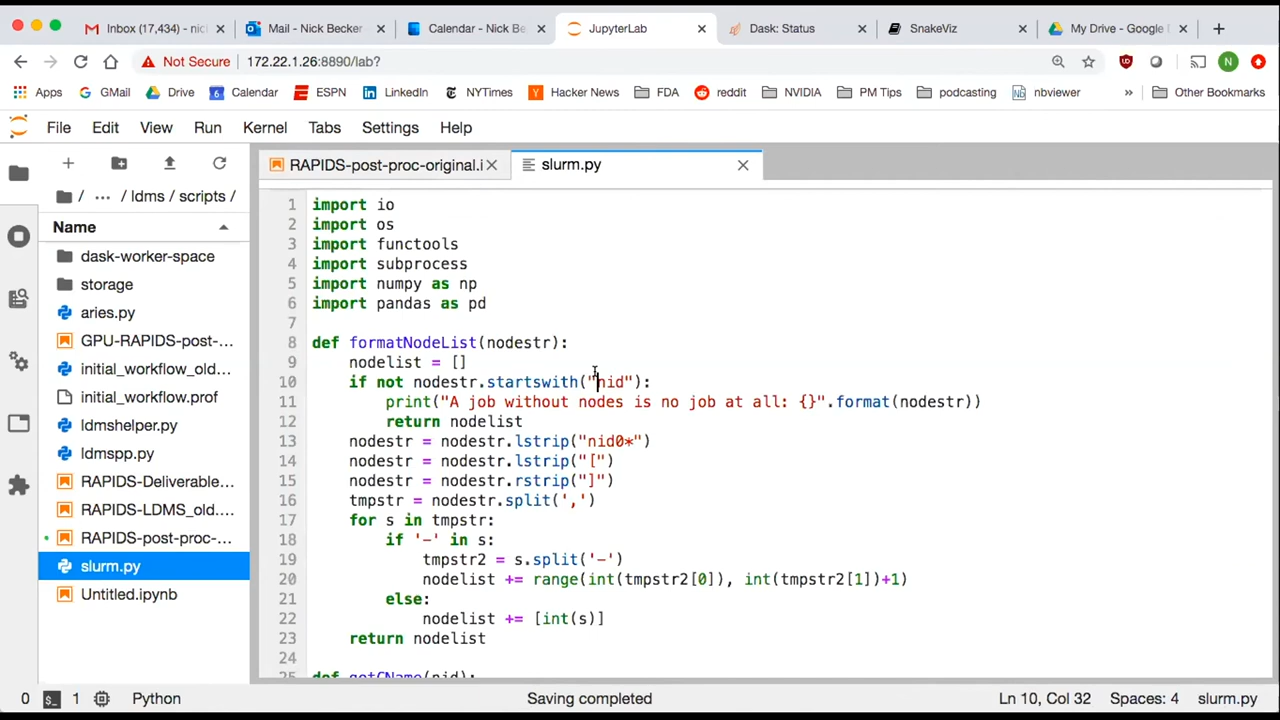 Inbox (17,434) - nic
Mail - Nick Becker
Calendar - Nick Be
JupyterLab
Dask: Status
SnakeViz
My Drive - Google
Not Secure 172.22.1.26:8890/lab?
Apps GMail Drive Calendar ESPN LinkedIn NYTimes Hacker News FDA reddit NVIDIA PM Tips podcasting nbviewer » Other Bookmarks
File Edit View Run Kernel Tabs Settings Help
/ ... / ldms / scripts /
Name
dask-worker-space
storage
aries.py
GPU-RAPIDS-post-...
initial_workflow_old...
initial_workflow.prof
ldmshelper.py
ldmspp.py
RAPIDS-Deliverable...
RAPIDS-LDMS_old....
RAPIDS-post-proc-...
slurm.py
Untitled.ipynb
RAPIDS-post-proc-original.i
slurm.py
1 import io
2 import os
3 import functools
4 import subprocess
5 import numpy as np
6 import pandas as pd
7
8 def formatNodeList(nodestr):
9     nodelist = []
10     if not nodestr.startswith("nid"):
11         print("A job without nodes is no job at all: {}".format(nodestr))
12         return nodelist
13     nodestr = nodestr.lstrip("nid0*")
14     nodestr = nodestr.lstrip("[")
15     nodestr = nodestr.rstrip("]")
16     tmpstr = nodestr.split(',')
17     for s in tmpstr:
18         if '-' in s:
19             tmpstr2 = s.split('-')
20             nodelist += range(int(tmpstr2[0]), int(tmpstr2[1])+1)
21         else:
22             nodelist += [int(s)]
23     return nodelist
24
25 def getCName(nid):
0 1 Python Saving completed Ln 10, Col 32 Spaces: 4 slurm.py